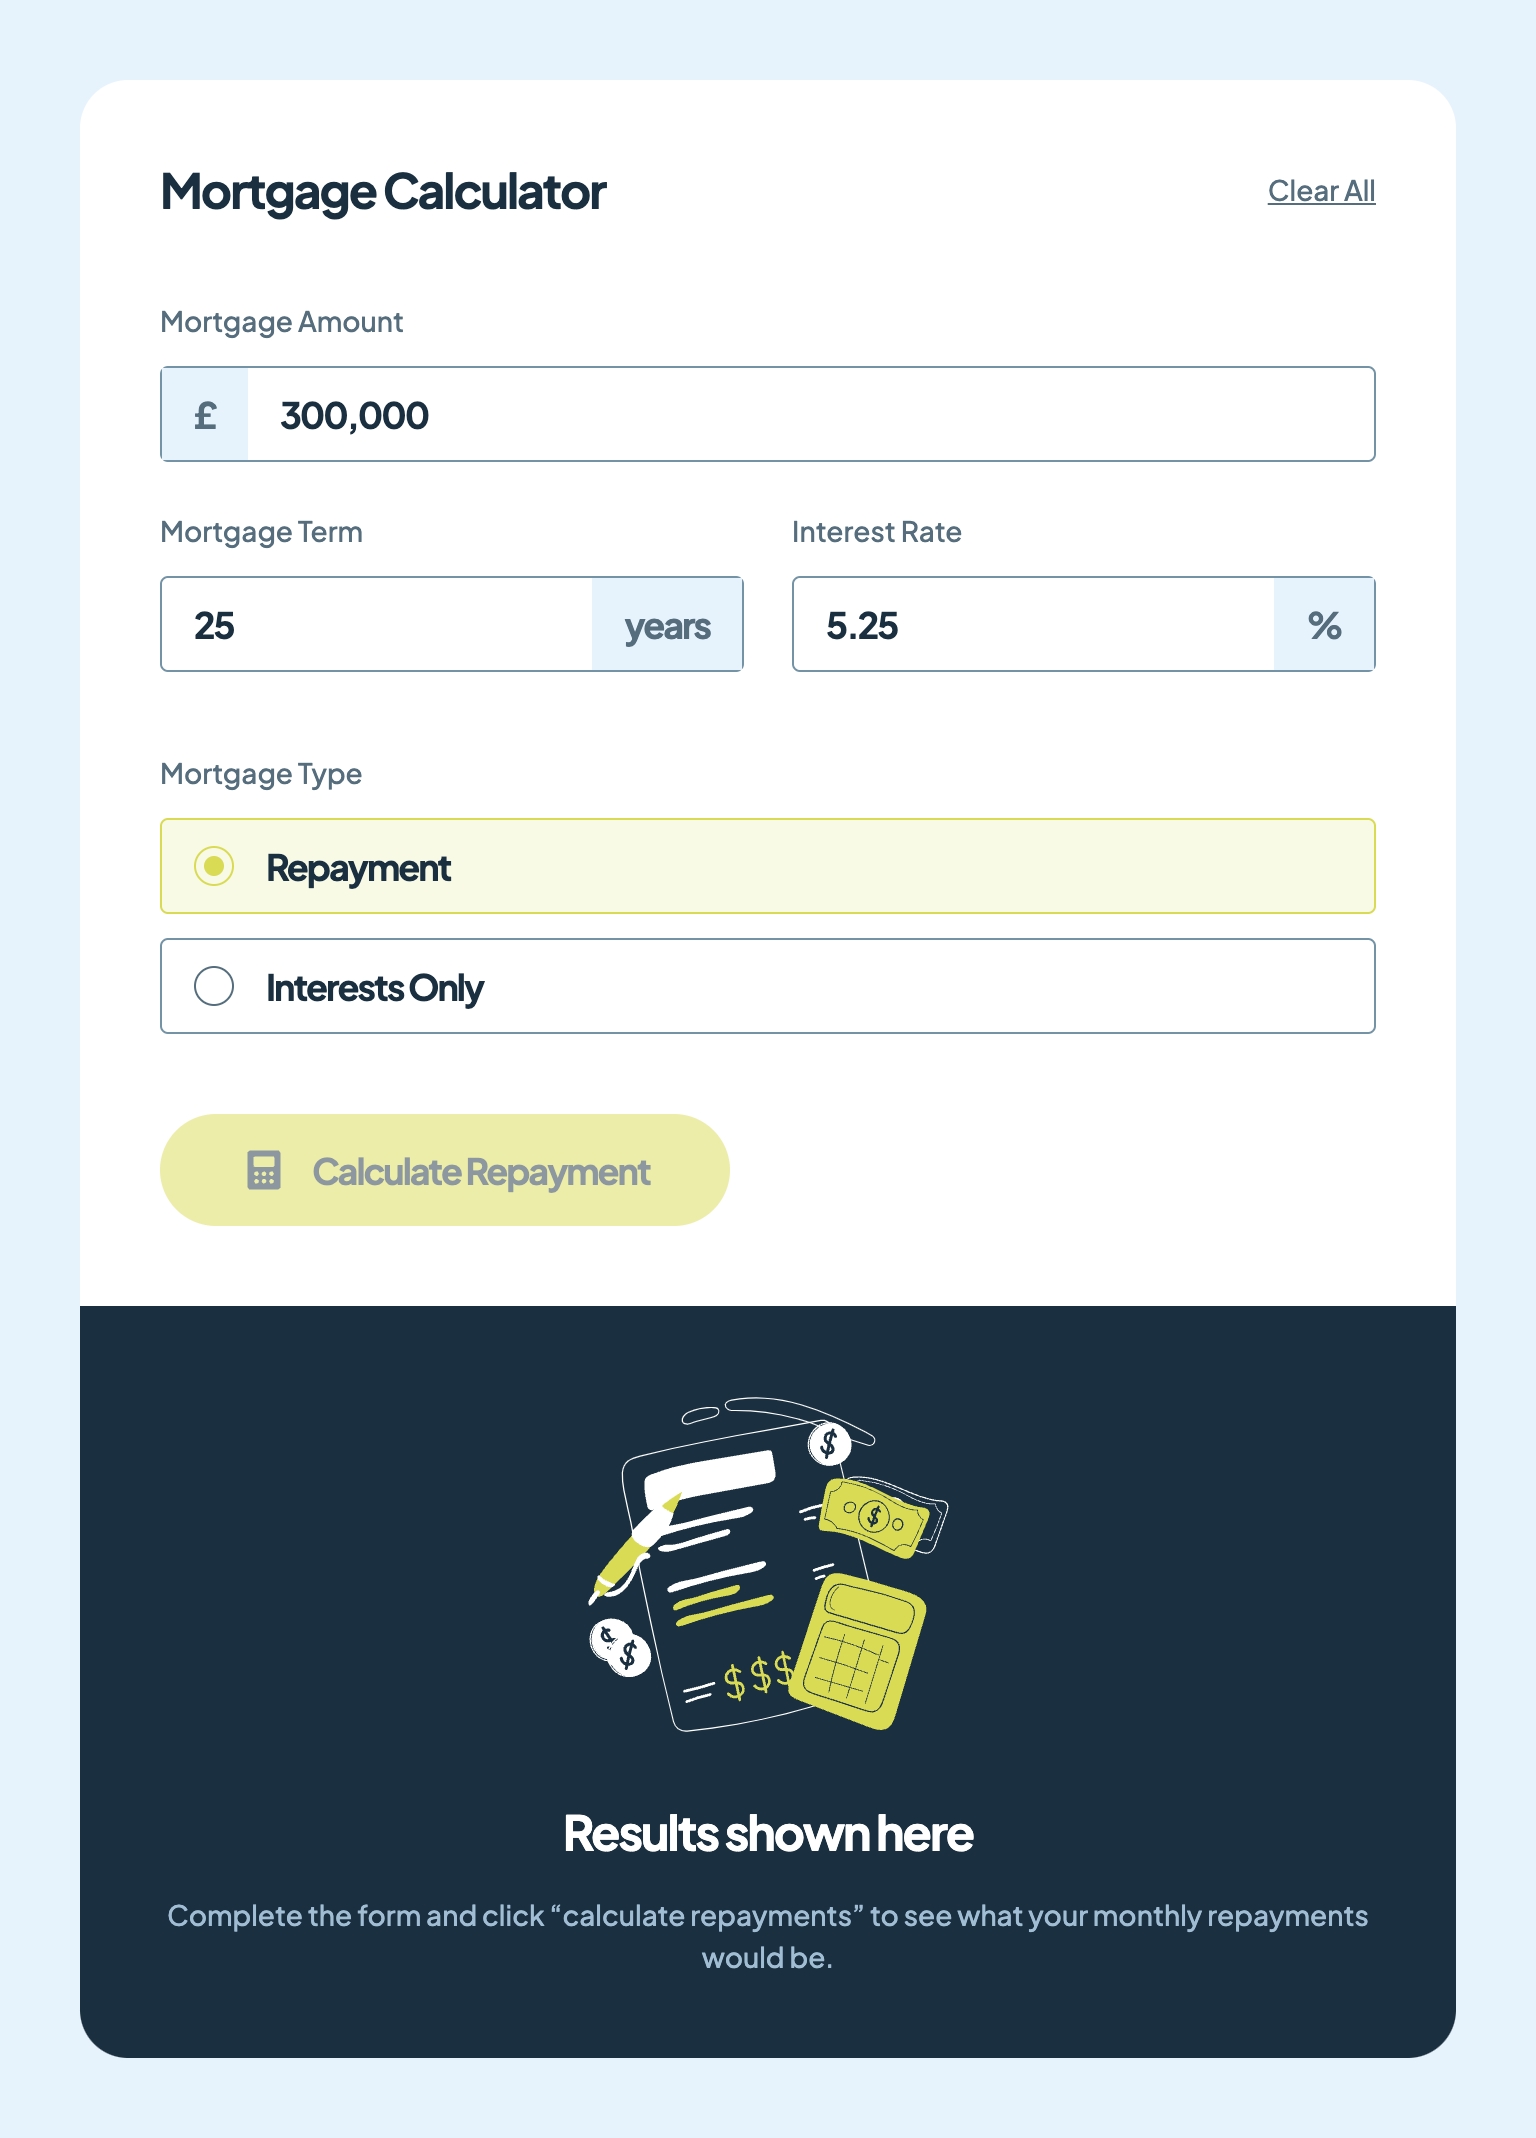 Mortgage Calculator
Clear All
Mortgage Amount
£ 300,000
Mortgage Term
Interest Rate
25 years
5.25 %
Mortgage Type
Repayment
Interests Only
Calculate Repayment
$
$
$
$
$$$
Results shown here
Complete the form and click “calculate repayments” to see what your monthly repayments
would be.